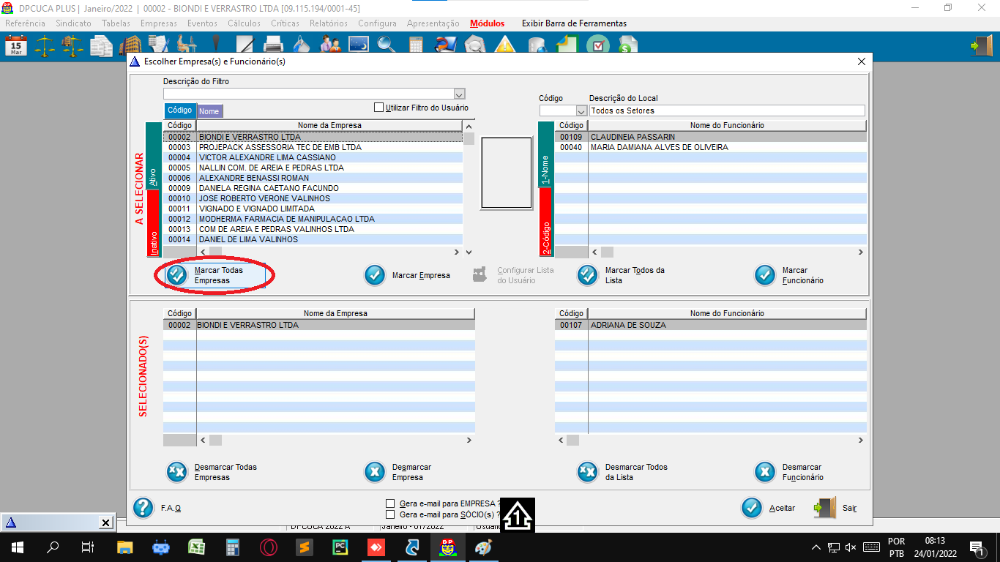 DPCUCA PLUS| Janeiro/2022 | 00002 - BIONDI E VERRASTRO LTDA [09.115.194/0001-45]
Referência Sindicato Tabelas Empresas Eventos Cálculos Críticas Relatórios Configura Apresentação Módulos Exibir Barra de Ferramentas
15
Mar
Escolher Empresa(s) e Funcionário(s)
Descrição do Filtro
Utilizar Filtro do Usuário
Código Nome
Código Descrição do Local
Todos os Setores
A SELECIONAR
Ativo
Inativo
Código Nome da Empresa
00002 BIONDI E VERRASTRO LTDA
00003 PROJEPACK ASSESSORIA TEC DE EMB LTDA
00004 VICTOR ALEXANDRE LIMA CASSIANO
00005 NALLIN COM. DE AREIA E PEDRAS LTDA
00006 ALEXANDRE BENASSI ROMAN
00009 DANIELA REGINA CAETANO FACUNDO
00010 JOSE ROBERTO VERONE VALINHOS
00011 VIGNADO E VIGNADO LIMITADA
00012 MODHERMA FARMACIA DE MANIPULACAO LTDA
00013 COM DE AREIA E PEDRAS VALINHOS LTDA
00014 DANIEL DE LIMA VALINHOS
1-Nome
2-Código
Código Nome do Funcionário
00109 CLAUDINEIA PASSARIN
00040 MARIA DAMIANA ALVES DE OLIVEIRA
Marcar Todas
Empresas
Marcar Empresa
Configurar Lista
do Usuário
Marcar Todos da
Lista
Marcar
Funcionário
SELECIONADO(S)
Código Nome da Empresa
00002 BIONDI E VERRASTRO LTDA
Código Nome do Funcionário
00107 ADRIANA DE SOUZA
Desmarcar Todas
Empresas
Desmarcar
Empresa
Desmarcar Todos
da Lista
Desmarcar
Funcionário
F.A.Q
Gera e-mail para EMPRESA ?
Gera e-mail para SÓCIO(s) ?
1
Aceitar
Sair
DPCUCA 2022 A Janeiro - 01/2022
POR
PTB
08:13
24/01/2022
1